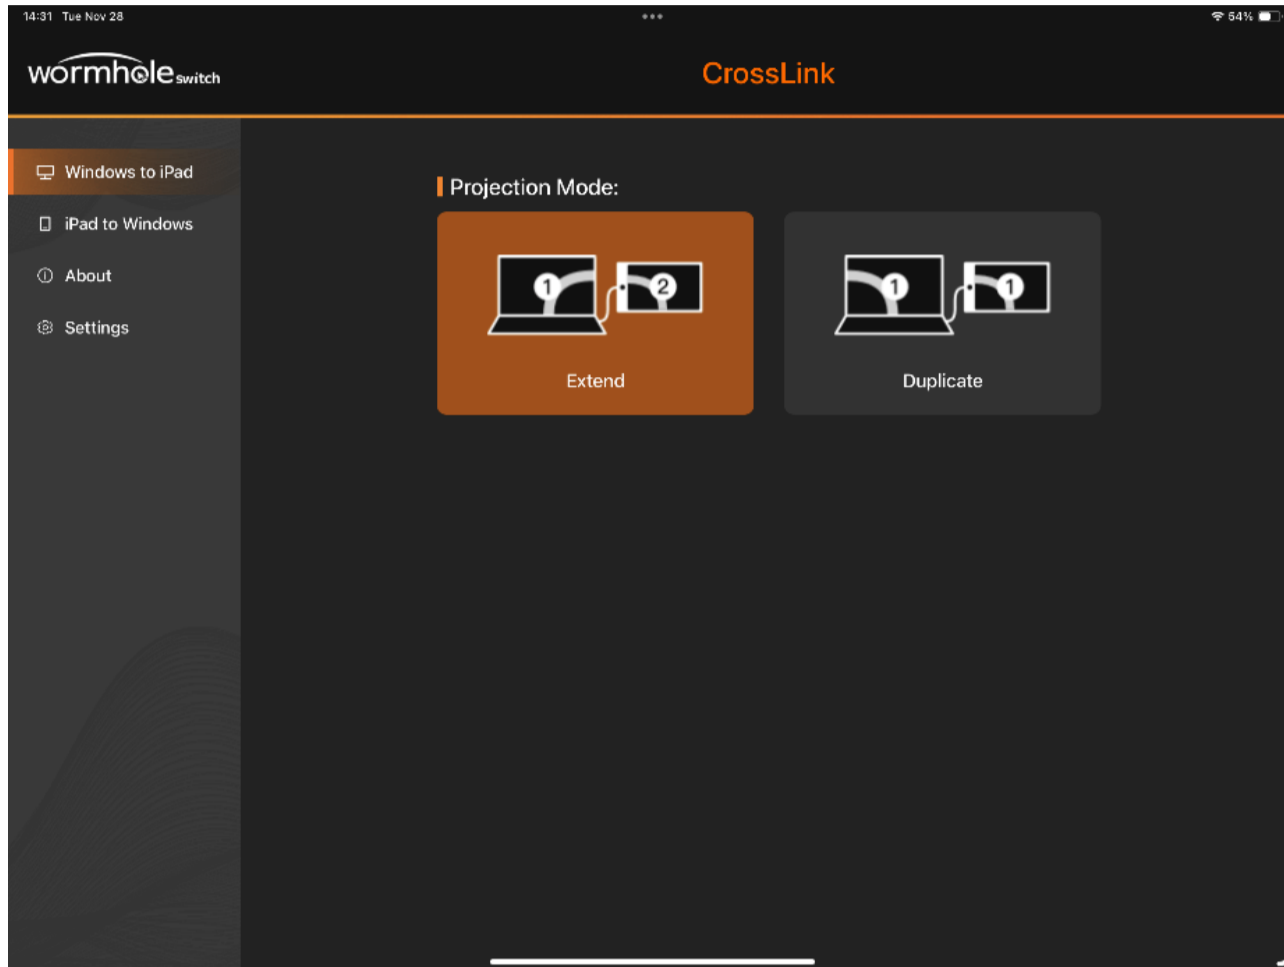 14:31 Tue Nov 28
64%
wormhole switch
CrossLink
Windows to iPad
iPad to Windows
About
Settings
Projection Mode:
1 2
Extend
1 1
Duplicate